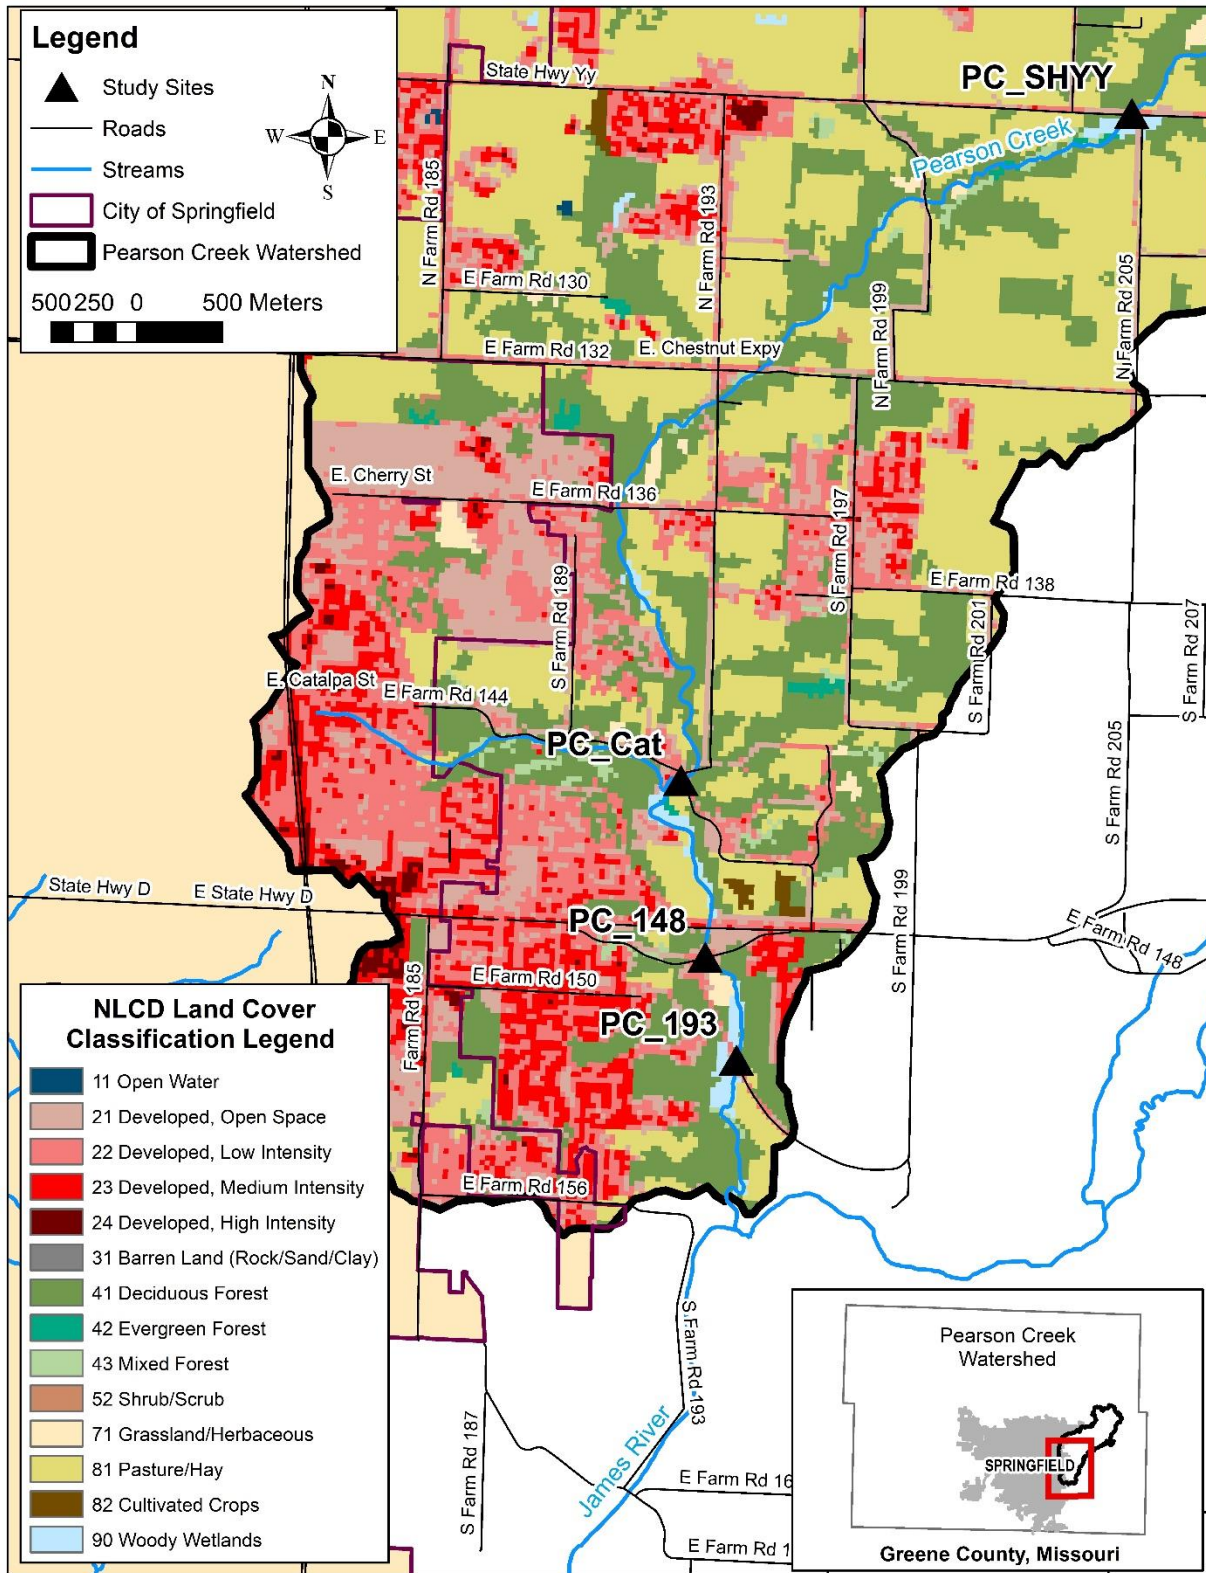 Legend
Study Sites
Roads
Streams
City of Springfield
Pearson Creek Watershed
500 250 0 500 Meters
N
W E
S
State Hwy Yy
PC_SHYY
Pearson Creek
N Farm Rd 185
N Farm Rd 193
E Farm Rd 130
N Farm Rd 199
N Farm Rd 205
E Farm Rd 132
E. Chestnut Expy
E. Cherry St
E Farm Rd 136
S Farm Rd 197
E Farm Rd 138
S Farm Rd 189
S Farm Rd 201
S Farm Rd 207
E. Catalpa St
E Farm Rd 144
S Farm Rd 205
PC_Cat
State Hwy D
E State Hwy D
PC_148
S Farm Rd 199
E Farm Rd 148
Farm Rd 185
E Farm Rd 150
PC_193
E Farm Rd 156
NLCD Land Cover
Classification Legend
11 Open Water
21 Developed, Open Space
22 Developed, Low Intensity
23 Developed, Medium Intensity
24 Developed, High Intensity
31 Barren Land (Rock/Sand/Clay)
41 Deciduous Forest
42 Evergreen Forest
43 Mixed Forest
52 Shrub/Scrub
71 Grassland/Herbaceous
81 Pasture/Hay
82 Cultivated Crops
90 Woody Wetlands
S Farm Rd 193
S Farm Rd 187
James River
E Farm Rd 16
E Farm Rd 1
Pearson Creek
Watershed
SPRINGFIELD
Greene County, Missouri